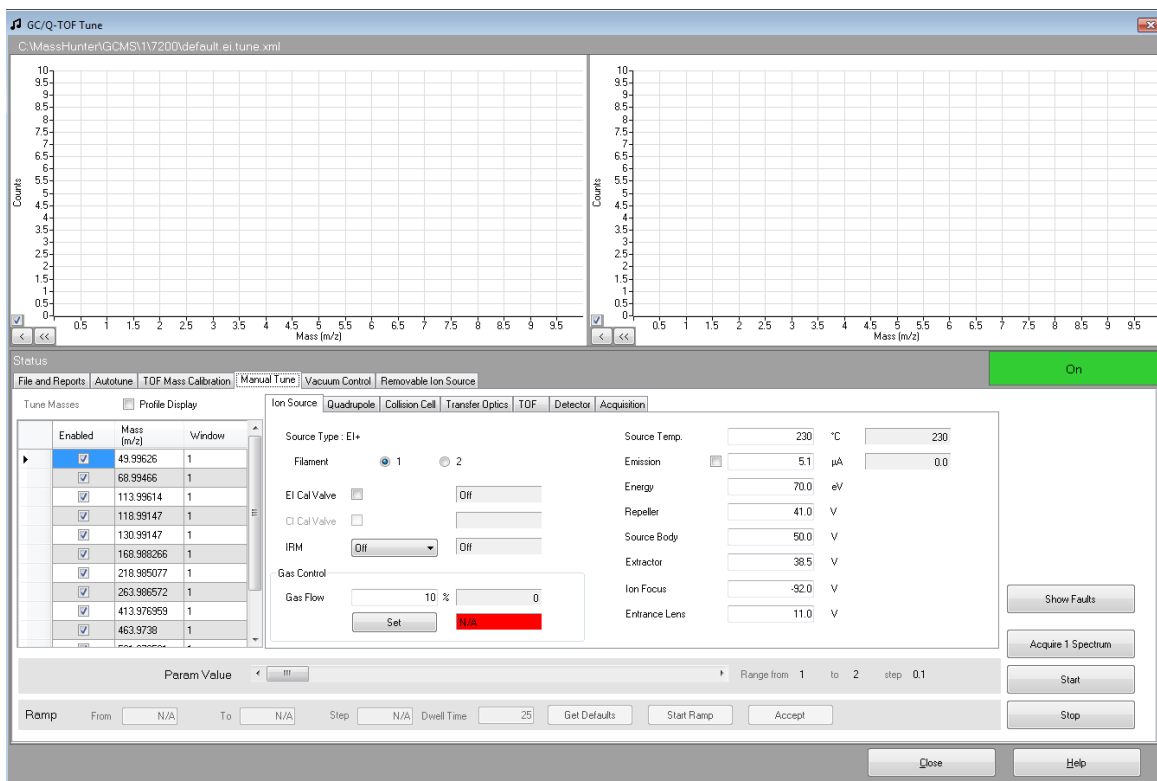 GC/Q-TOF Tune
C:\MassHunter\GCMS\1\7200\default.ei.tune.xml
10
9.5
9
8.5
8
7.5
7
6.5
6
5.5
5
4.5
4
3.5
3
2.5
2
1.5
1
0.5
0
Counts
0.5 1 1.5 2 2.5 3 3.5 4 4.5 5 5.5 6 6.5 7 7.5 8 8.5 9 9.5
Mass (m/z)
< <<
10
9.5
9
8.5
8
7.5
7
6.5
6
5.5
5
4.5
4
3.5
3
2.5
2
1.5
1
0.5
0
Counts
0.5 1 1.5 2 2.5 3 3.5 4 4.5 5 5.5 6 6.5 7 7.5 8 8.5 9 9.5
Mass (m/z)
< <<
Status
On
File and Reports Autotune TOF Mass Calibration Manual Tune Vacuum Control Removable Ion Source
Tune Masses Profile Display
Enabled Mass (m/z) Window
49.99626 1
68.99466 1
113.99614 1
118.99147 1
130.99147 1
168.988266 1
218.985077 1
263.986572 1
413.976959 1
463.9738 1
Ion Source Quadrupole Collision Cell Transfer Optics TOF Detector Acquisition
Source Type : EI+
Filament 1 2
EI Cal Valve Off
CI Cal Valve
IRM Off Off
Gas Control
Gas Flow 10 % 0
Set N/A
Source Temp. 230 °C 230
Emission 5.1 µA 0.0
Energy 70.0 eV
Repeller 41.0 V
Source Body 50.0 V
Extractor 38.5 V
Ion Focus -92.0 V
Entrance Lens 11.0 V
Show Faults
Acquire 1 Spectrum
Start
Stop
Param Value Range from 1 to 2 step 0.1
Ramp From N/A To N/A Step N/A Dwell Time 25 Get Defaults Start Ramp Accept
Close Help